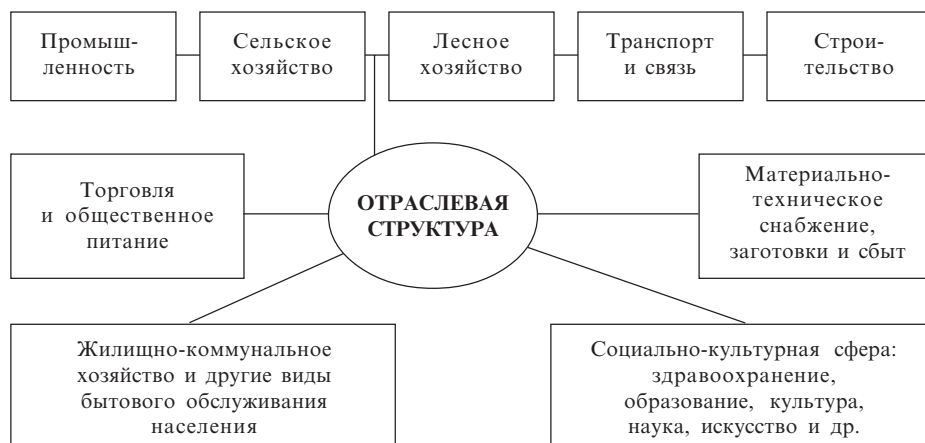 Промыш-
ленность
Сельское
хозяйство
Лесное
хозяйство
Транспорт
и связь
Строи-
тельство
Торговля
и общественное
питание
ОТРАСЛЕВАЯ
СТРУКТУРА
Материально-
техническое
снабжение,
заготовки и сбыт
Жилищно-коммунальное
хозяйство и другие виды
бытового обслуживания
населения
Социально-культурная сфера:
здравоохранение,
образование, культура,
наука, искусство и др.